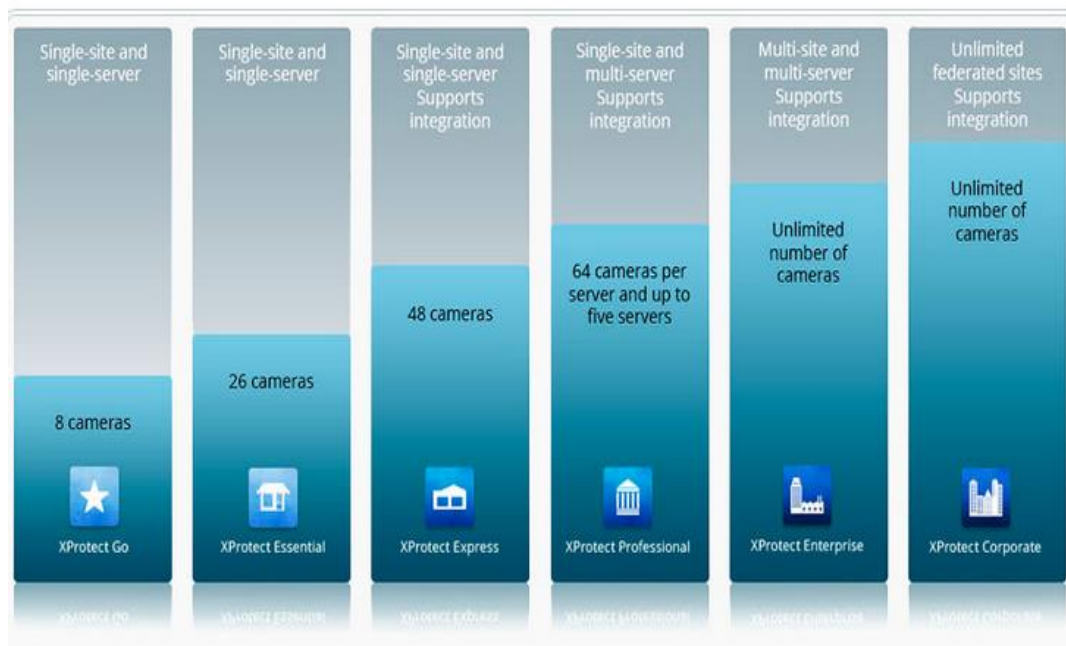 Single-site and
single-server
Single-site and
single-server
Single-site and
single-server
Supports
integration
Single-site and
multi-server
Supports
integration
Multi-site and
multi-server
Supports
integration
Unlimited
federated sites
Supports
integration
8 cameras
26 cameras
48 cameras
64 cameras per
server and up to
five servers
Unlimited
number of
cameras
Unlimited
number of
cameras
XProtect Go
XProtect Essential
XProtect Express
XProtect Professional
XProtect Enterprise
XProtect Corporate